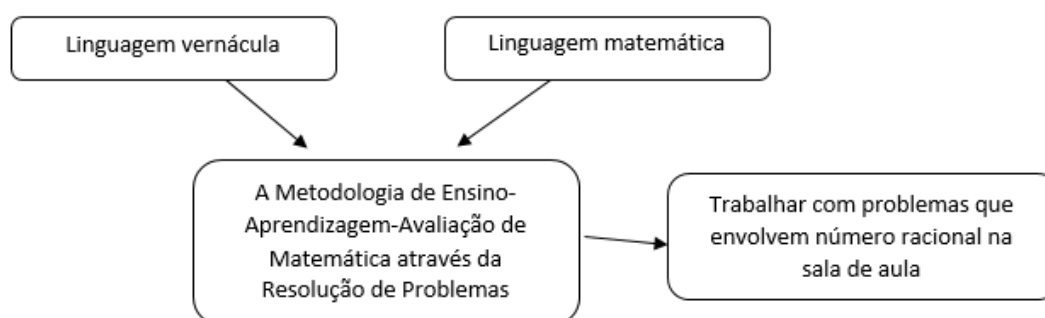 Linguagem vernácula
Linguagem matemática
A Metodologia de Ensino-
Aprendizagem-Avaliação de
Matemática através da
Resolução de Problemas
Trabalhar com problemas que
envolvem número racional na
sala de aula